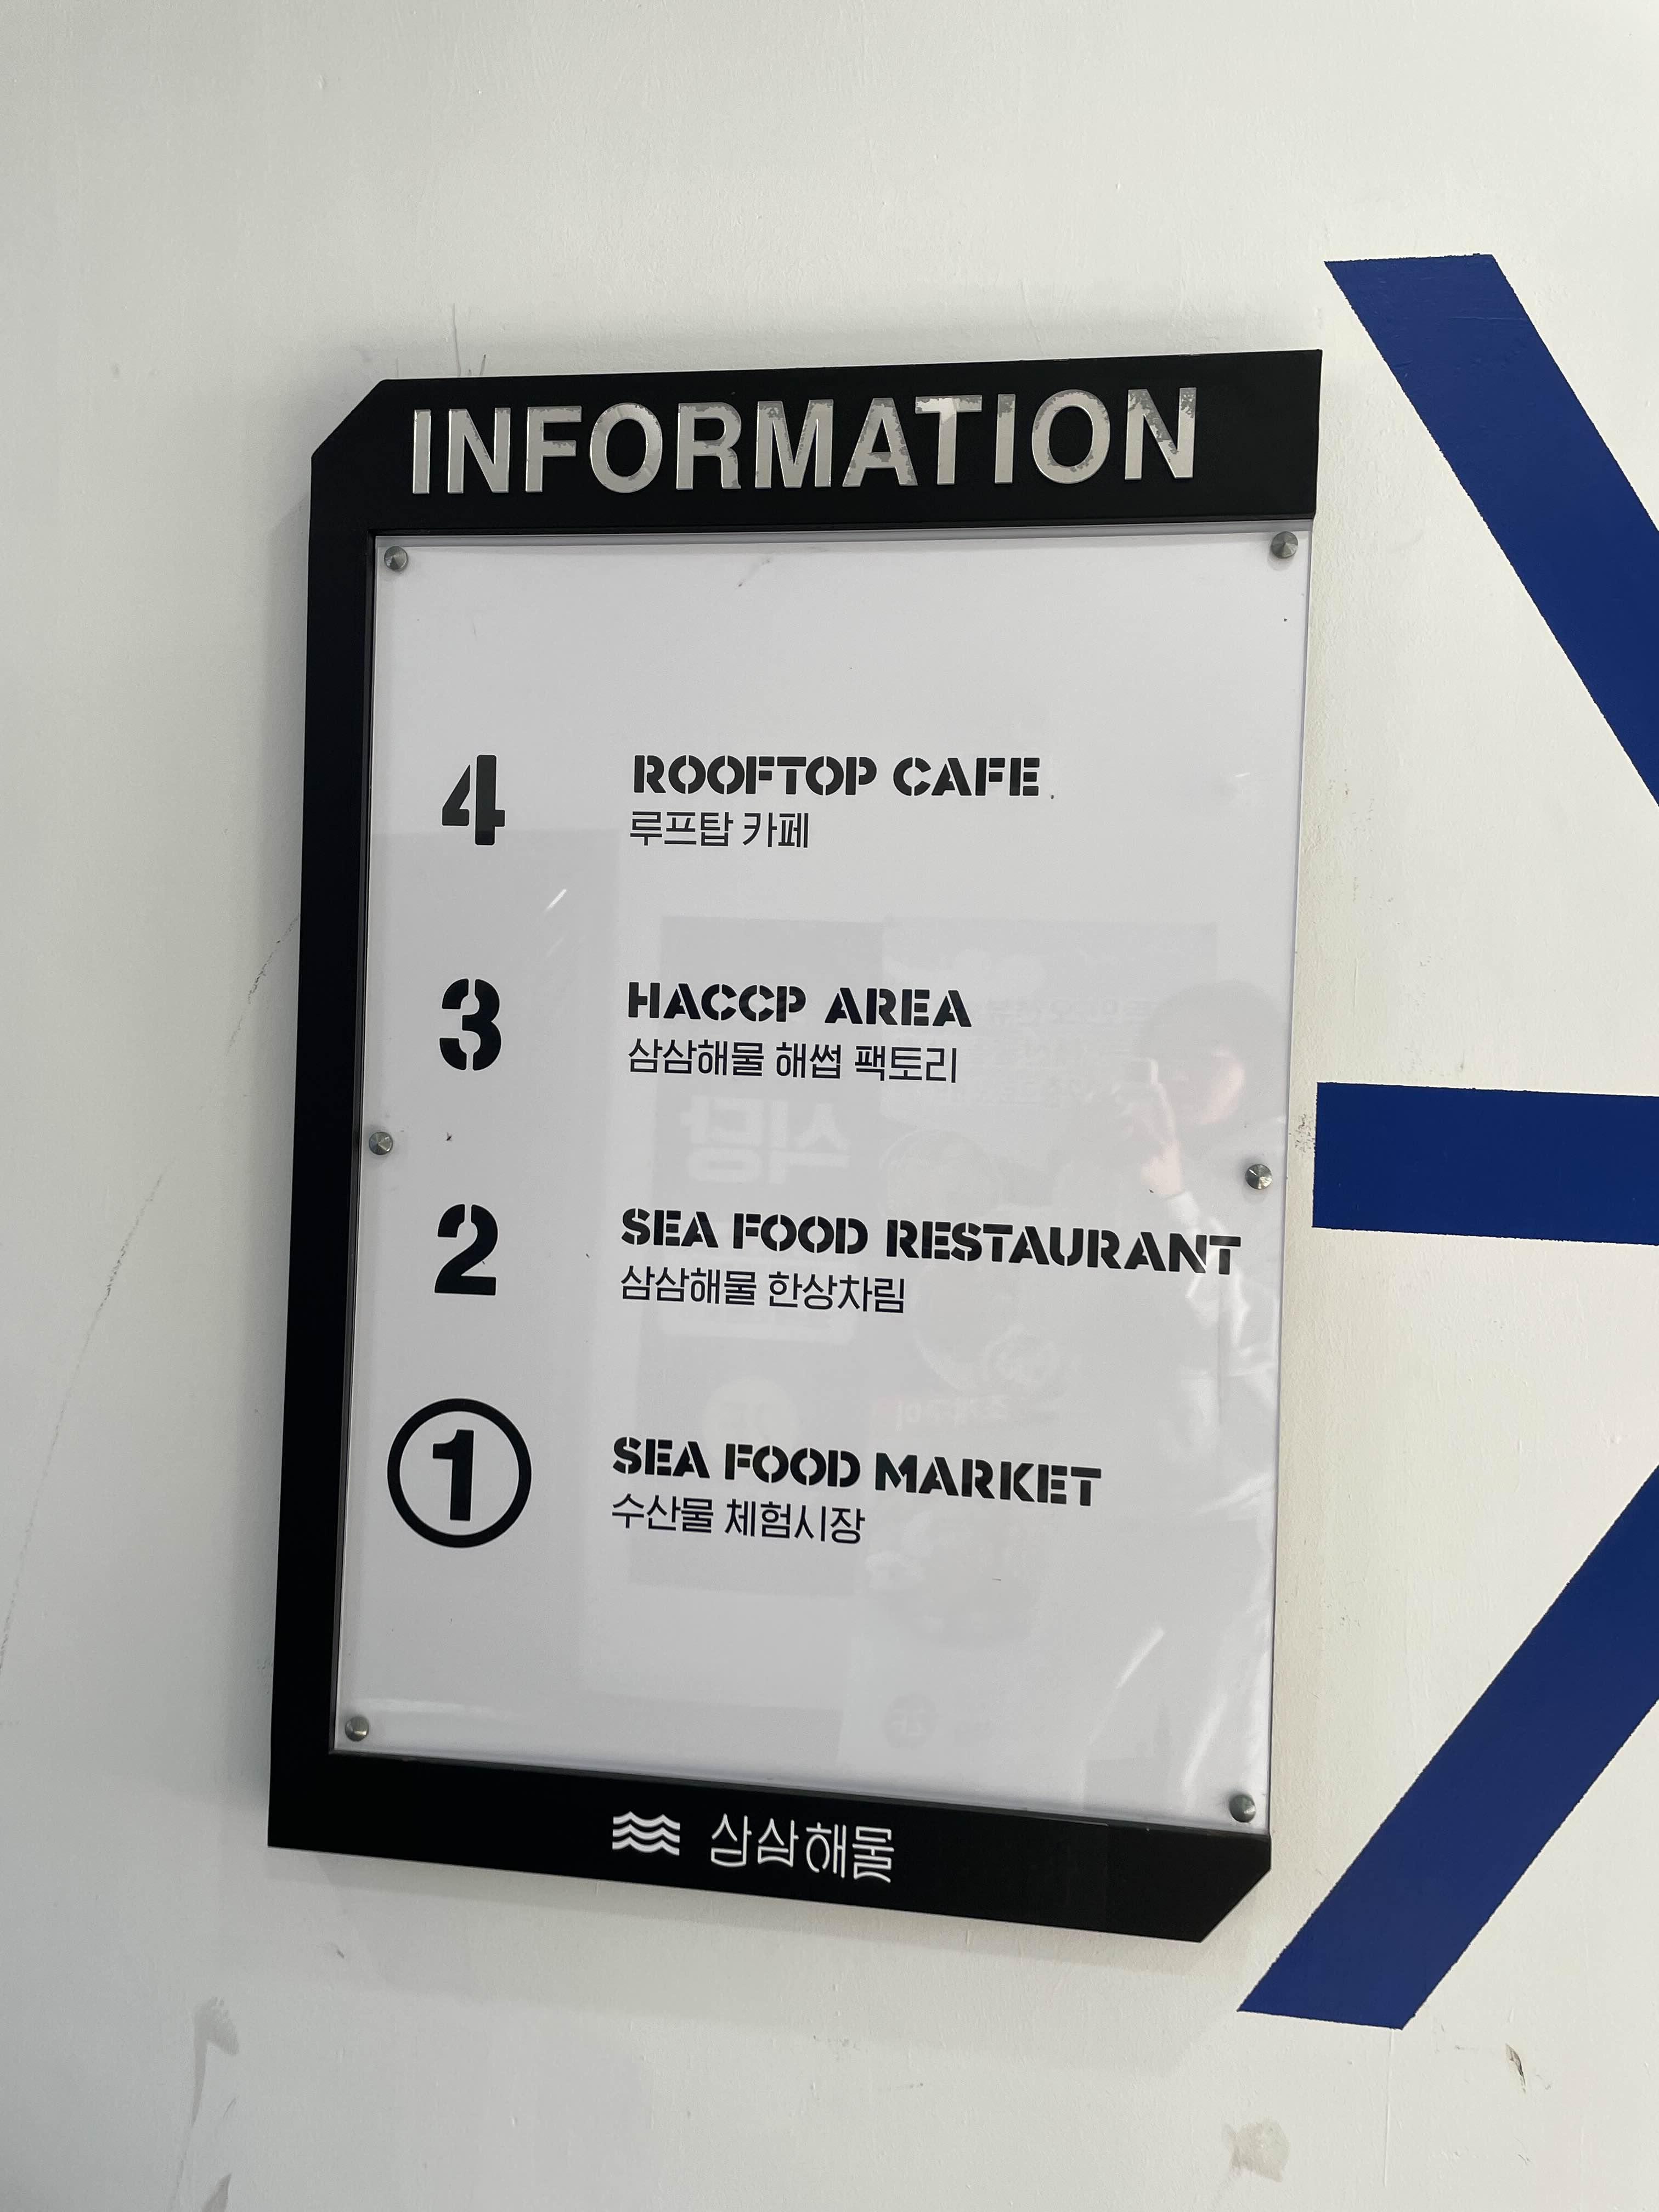 INFORMATION
4
ROOFTOP CAFE
루프탑 카페
3
HACCP AREA
삼삼해물 해썹 팩토리
2
SEA FOOD RESTAURANT
삼삼해물 한상차림
1
SEA FOOD MARKET
수산물 체험시장
삼삼해물